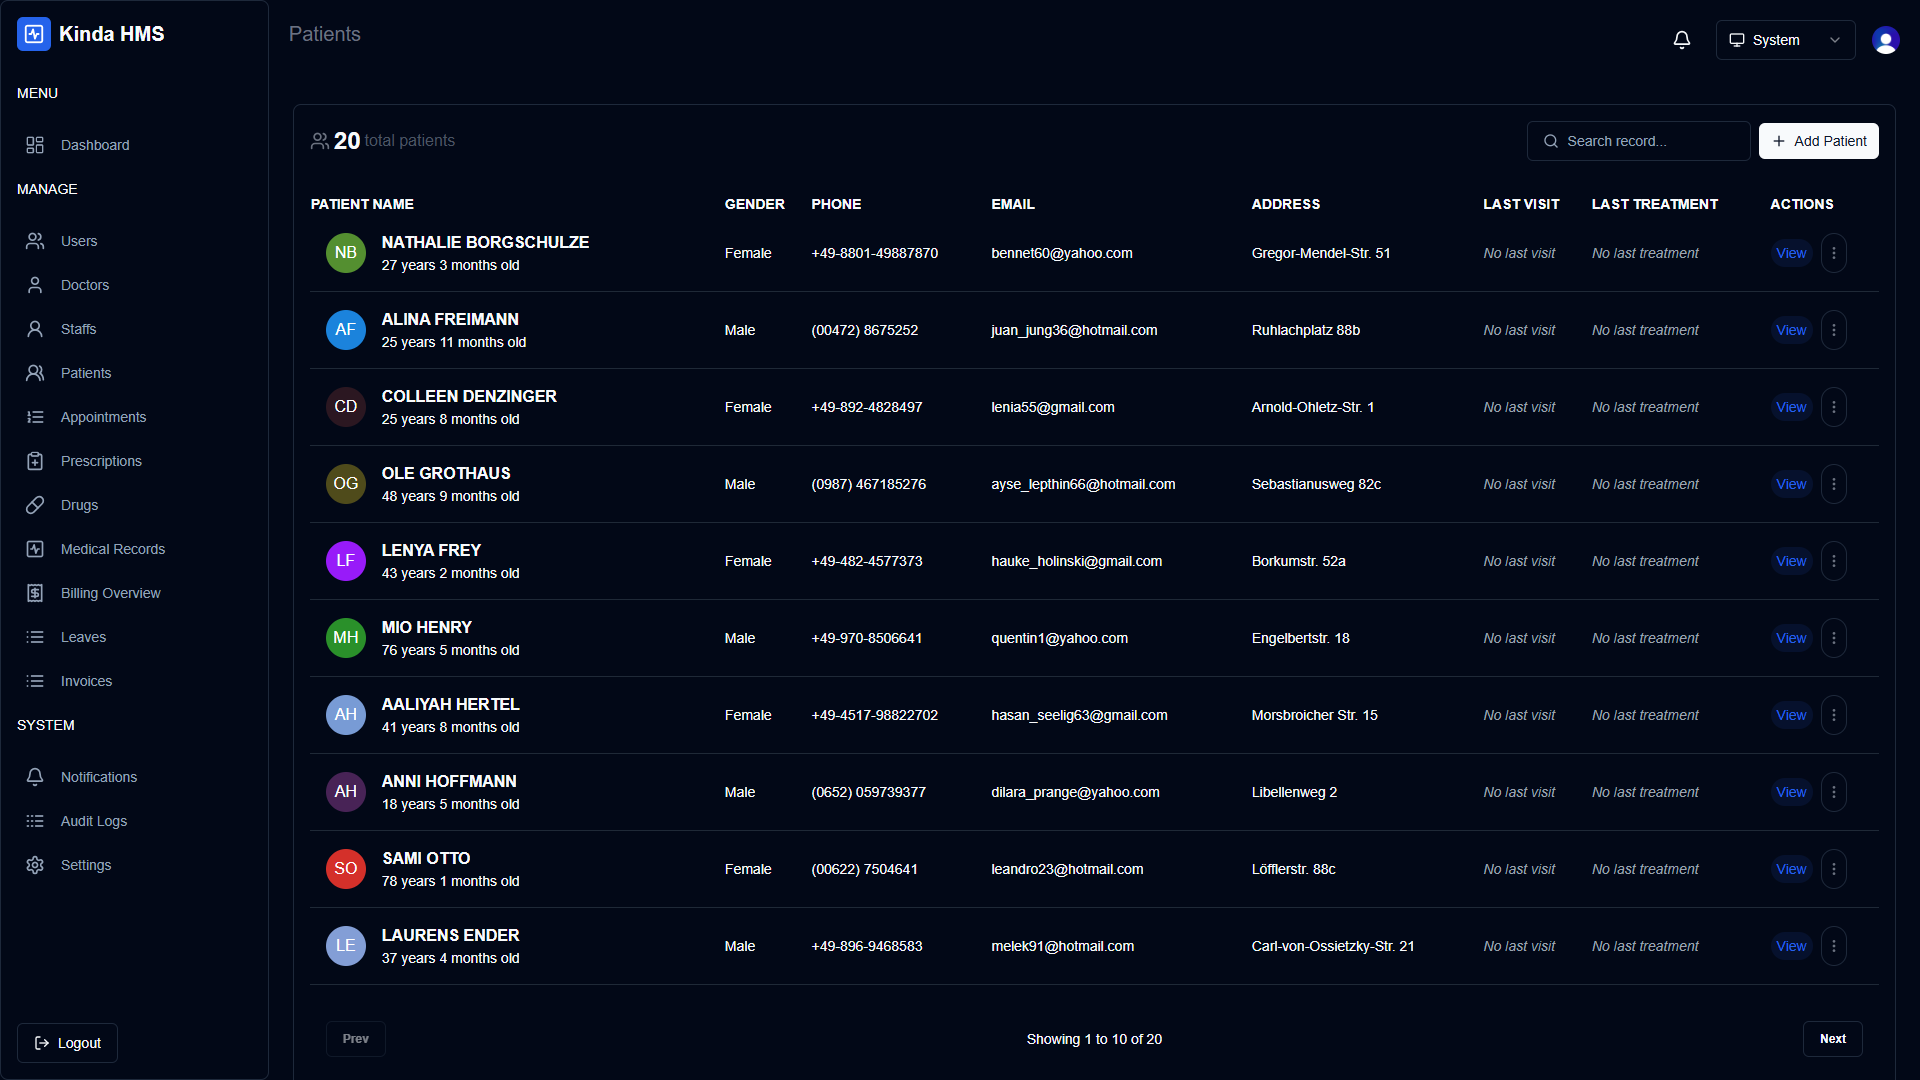 Kinda HMS
Patients
System
MENU
Dashboard
MANAGE
Users
Doctors
Staffs
Patients
Appointments
Prescriptions
Drugs
Medical Records
Billing Overview
Leaves
Invoices
SYSTEM
Notifications
Audit Logs
Settings
Logout
20 total patients
Search record...
Add Patient
PATIENT NAME GENDER PHONE EMAIL ADDRESS LAST VISIT LAST TREATMENT ACTIONS
NB NATHALIE BORGSCHULZE
27 years 3 months old
Female +49-8801-49887870 bennet60@yahoo.com Gregor-Mendel-Str. 51 No last visit No last treatment View
AF ALINA FREIMANN
25 years 11 months old
Male (00472) 8675252 juan_jung36@hotmail.com Ruhlachplatz 88b No last visit No last treatment View
CD COLLEEN DENZINGER
25 years 8 months old
Female +49-892-4828497 lenia55@gmail.com Arnold-Ohletz-Str. 1 No last visit No last treatment View
OG OLE GROTHAUS
48 years 9 months old
Male (0987) 467185276 ayse_lepthin66@hotmail.com Sebastianusweg 82c No last visit No last treatment View
LF LENYA FREY
43 years 2 months old
Female +49-482-4577373 hauke_holinski@gmail.com Borkumstr. 52a No last visit No last treatment View
MH MIO HENRY
76 years 5 months old
Male +49-970-8506641 quentin1@yahoo.com Engelbertstr. 18 No last visit No last treatment View
AH AALIYAH HERTEL
41 years 8 months old
Female +49-4517-98822702 hasan_seelig63@gmail.com Morsbroicher Str. 15 No last visit No last treatment View
AH ANNI HOFFMANN
18 years 5 months old
Male (0652) 059739377 dilara_prange@yahoo.com Libellenweg 2 No last visit No last treatment View
SO SAMI OTTO
78 years 1 months old
Female (00622) 7504641 leandro23@hotmail.com Löfflerstr. 88c No last visit No last treatment View
LE LAURENS ENDER
37 years 4 months old
Male +49-896-9468583 melek91@hotmail.com Carl-von-Ossietzky-Str. 21 No last visit No last treatment View
Prev
Showing 1 to 10 of 20
Next